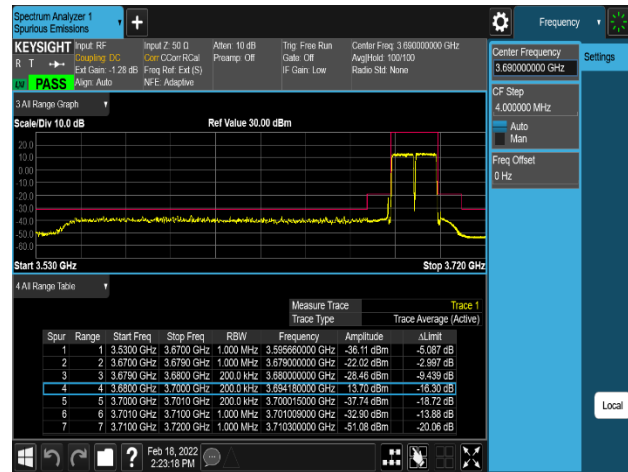 Spectrum Analyzer 1
Spurious Emissions
Frequency
KEYSIGHT Input: RF Input Z: 50 Ω Atten: 10 dB Trig: Free Run Center Freq: 3.690000000 GHz
R T Coupling: DC Corr CCorr RCal Preamp: Off Gate: Off Avg|Hold: 100/100
Ext Gain: -1.28 dB Freq Ref: Ext (S) IF Gain: Low Radio Std: None
LXI PASS Align: Auto NFE: Adaptive
Center Frequency
3.690000000 GHz
Settings
CF Step
4.000000 MHz
Auto
Man
Freq Offset
0 Hz
3 All Range Graph
Scale/Div 10.0 dB Ref Value 30.00 dBm
20.0
10.0
0.00
-10.0
-20.0
-30.0
-40.0
-50.0
-60.0
Start 3.530 GHz Stop 3.720 GHz
4 All Range Table
Measure Trace Trace 1
Trace Type Trace Average (Active)
Spur Range Start Freq Stop Freq RBW Frequency Amplitude ΔLimit
1 1 3.5300 GHz 3.6700 GHz 1.000 MHz 3.595660000 GHz -36.11 dBm -5.087 dB
2 2 3.6700 GHz 3.6790 GHz 1.000 MHz 3.679000000 GHz -22.02 dBm -2.997 dB
3 3 3.6790 GHz 3.6800 GHz 200.0 kHz 3.680000000 GHz -28.46 dBm -9.439 dB
4 4 3.6800 GHz 3.7000 GHz 200.0 kHz 3.694180000 GHz 13.70 dBm -16.30 dB
5 5 3.7000 GHz 3.7010 GHz 200.0 kHz 3.700015000 GHz -37.74 dBm -18.72 dB
6 6 3.7010 GHz 3.7100 GHz 1.000 MHz 3.701009000 GHz -32.90 dBm -13.88 dB
7 7 3.7100 GHz 3.7200 GHz 1.000 MHz 3.710300000 GHz -51.08 dBm -20.06 dB
Local
Feb 18, 2022
2:23:18 PM